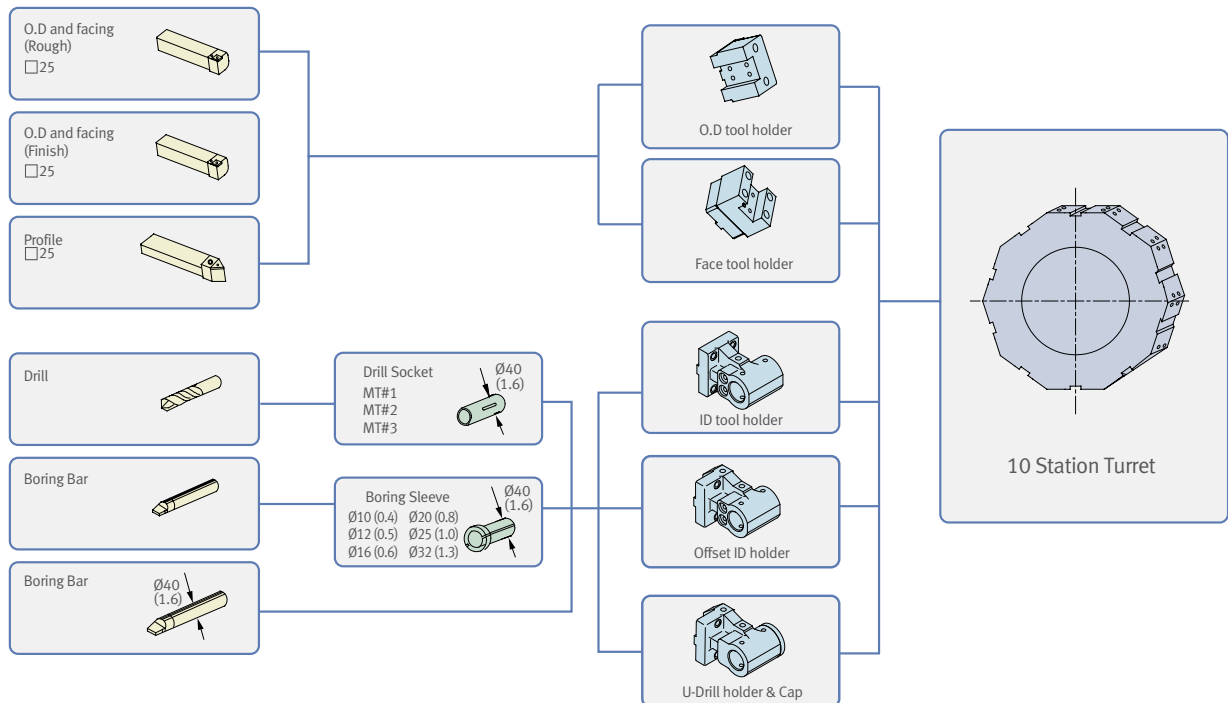 O.D and facing
(Rough)
□25
O.D and facing
(Finish)
□25
Profile
□25
Drill
Boring Bar
Boring Bar
Ø40
(1.6)
Drill Socket
MT#1
MT#2
MT#3
Ø40
(1.6)
Boring Sleeve
Ø10 (0.4) Ø20 (0.8)
Ø12 (0.5) Ø25 (1.0)
Ø16 (0.6) Ø32 (1.3)
Ø40
(1.6)
O.D tool holder
Face tool holder
ID tool holder
Offset ID holder
U-Drill holder & Cap
10 Station Turret